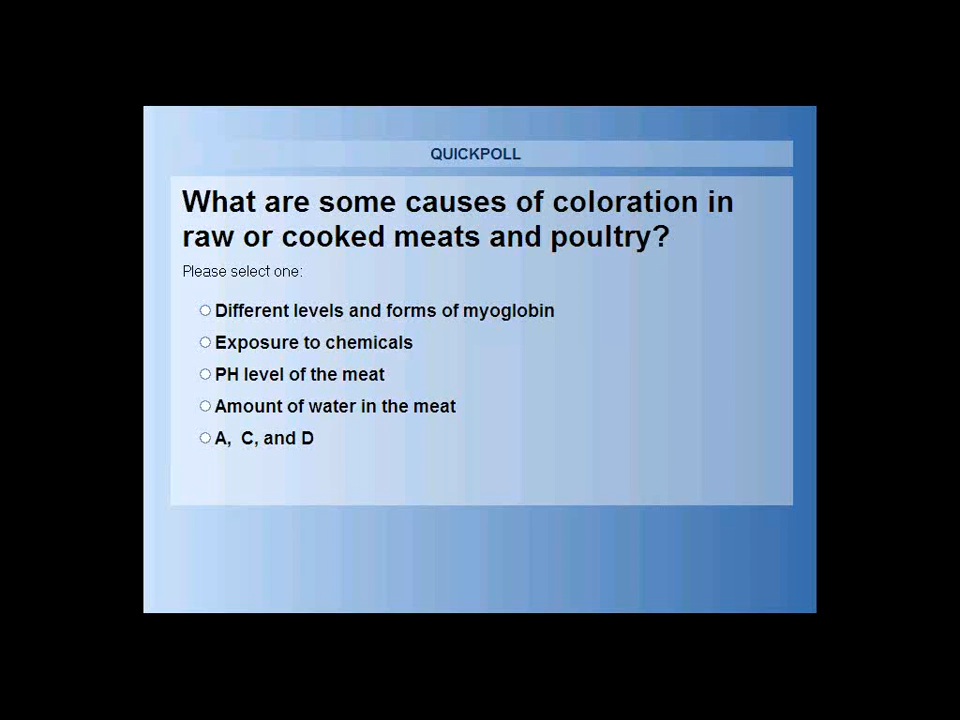 QUICKPOLL
What are some causes of coloration in
raw or cooked meats and poultry?
Please select one:
Different levels and forms of myoglobin
Exposure to chemicals
PH level of the meat
Amount of water in the meat
A,  C, and D